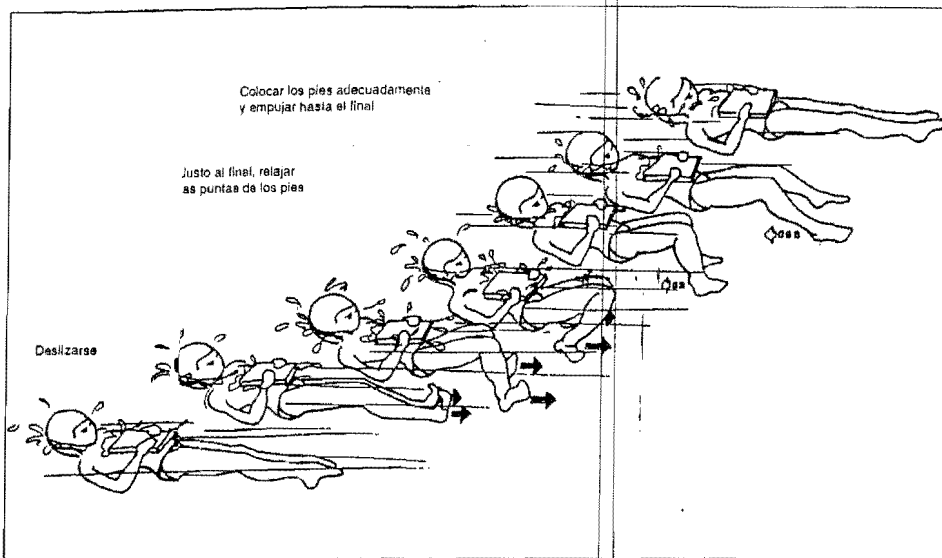 Colocar los pies adecuadamente
y empujar hasta el final
Justo al final, relajar
as puntas de los pies
Deslizarse